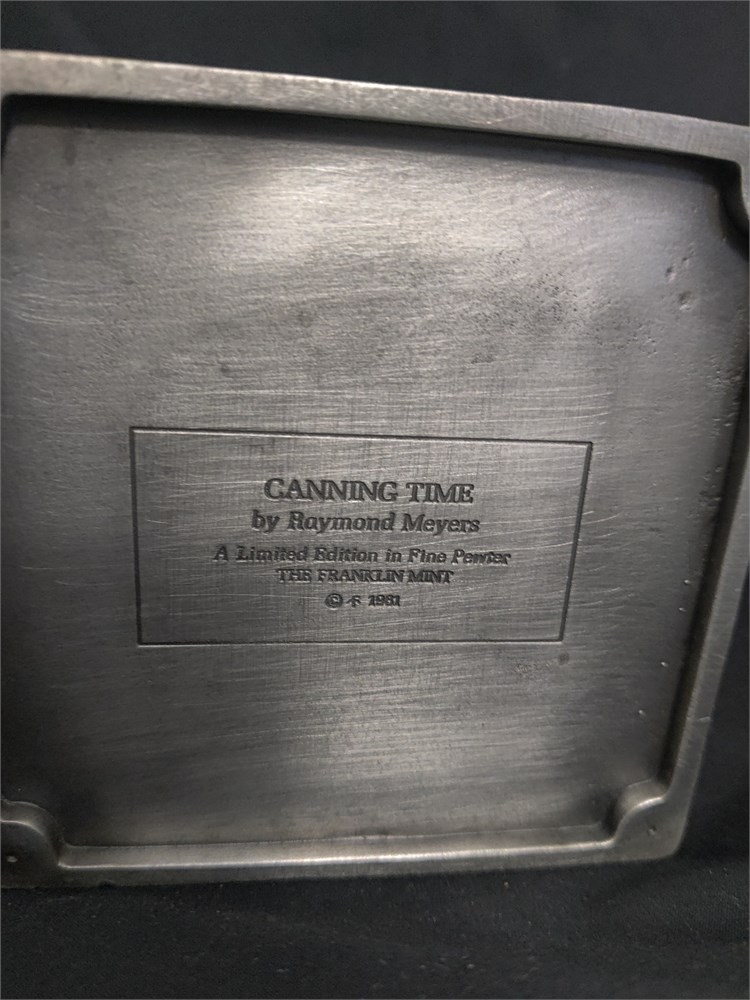 CANNING TIME
by Raymond Meyers
A Limited Edition in Fine Pewter
THE FRANKLIN MINT
© 1981